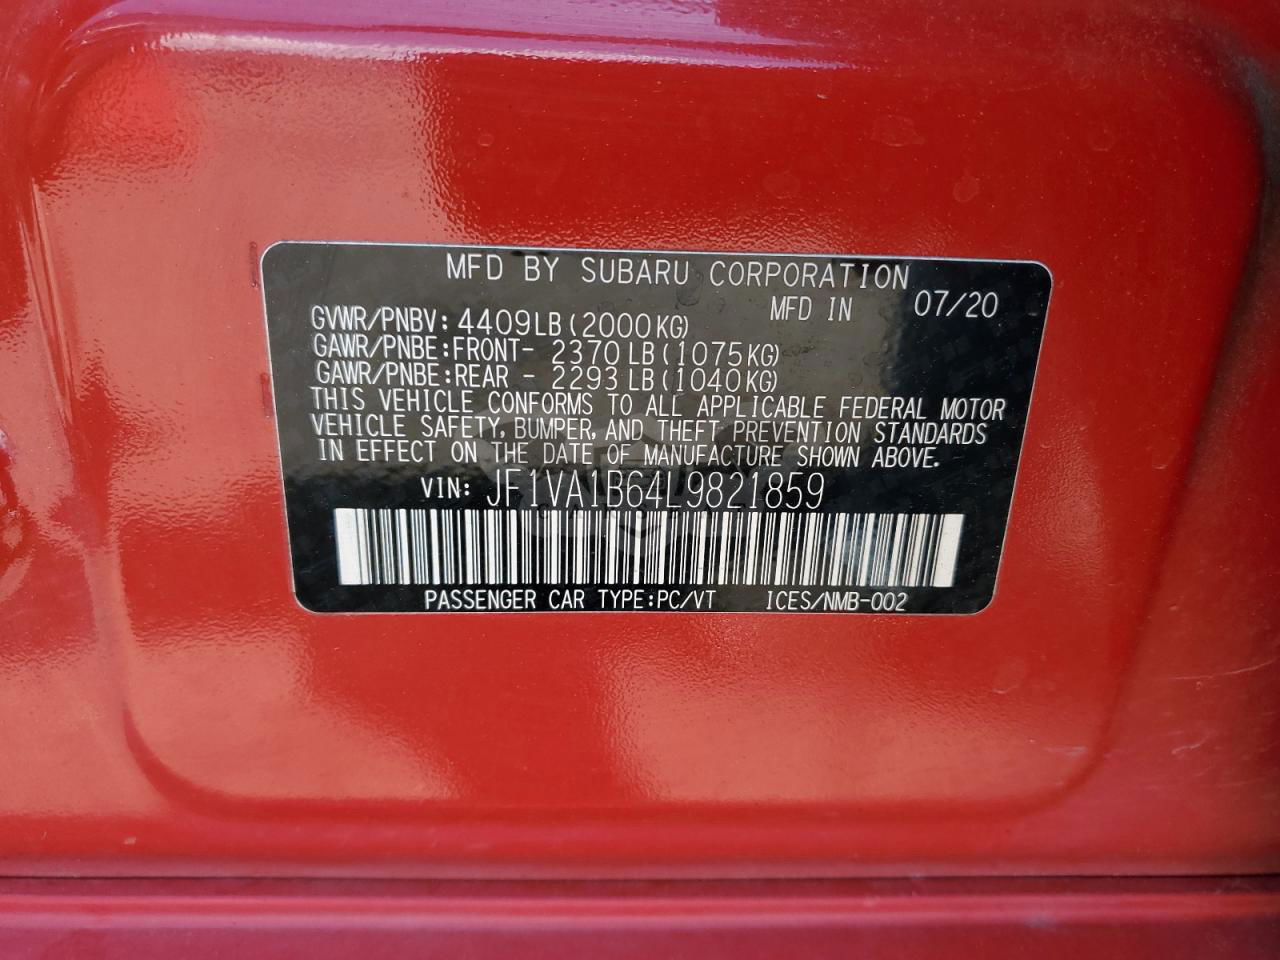 MFD BY SUBARU CORPORATION
MFD IN 07/20
GVWR/PNBV: 4409LB(2000KG)
GAWR/PNBE:FRONT- 2370LB(1075KG)
GAWR/PNBE:REAR - 2293LB(1040KG)
THIS VEHICLE CONFORMS TO ALL APPLICABLE FEDERAL MOTOR
VEHICLE SAFETY, BUMPER, AND THEFT PREVENTION STANDARDS
IN EFFECT ON THE DATE OF MANUFACTURE SHOWN ABOVE.
VIN: JF1VA1B64L9821859
PASSENGER CAR TYPE:PC/VT ICES/NMB-002